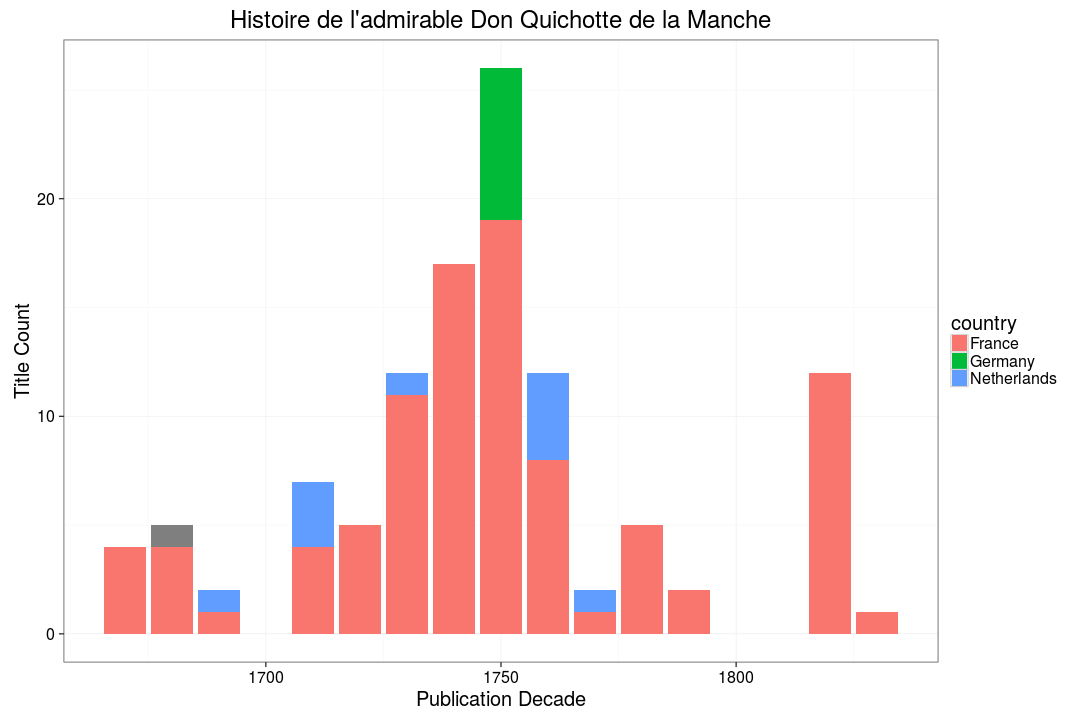 Histoire de l'admirable Don Quichotte de la Manche
Title Count
20
10
0
1700
1750
1800
Publication Decade
country
France
Germany
Netherlands